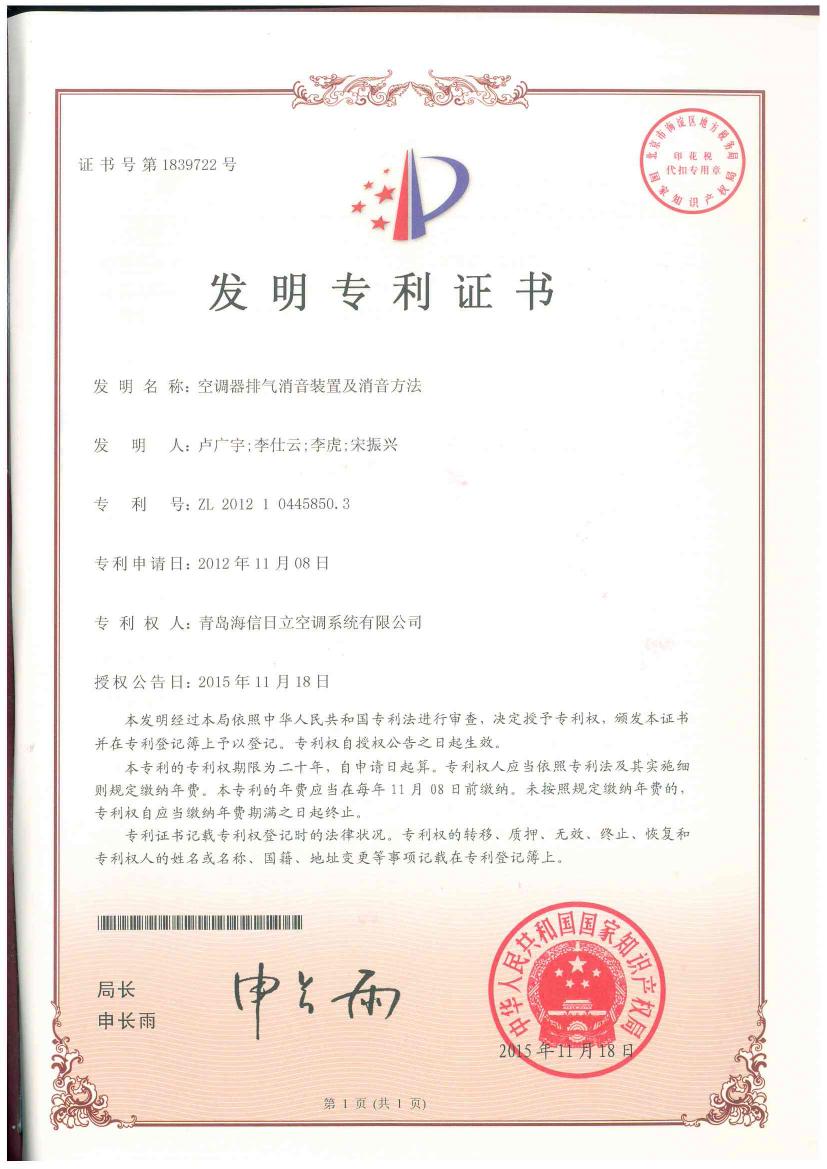 证书号第1839722号
北京市海淀区地方税务局
印花税
代扣专用章
国家知识产权局
发明专利证书
发明名称：空调器排气消音装置及消音方法
发明人：卢广宇;李仕云;李虎;宋振兴
专利号：ZL 2012 1 0445850.3
专利申请日：2012年11月08日
专利权人：青岛海信日立空调系统有限公司
授权公告日：2015年11月18日
本发明经过本局依照中华人民共和国专利法进行审查，决定授予专利权，颁发本证书
并在专利登记簿上予以登记。专利权自授权公告之日起生效。
本专利的专利权期限为二十年，自申请日起算。专利权人应当依照专利法及其实施细
则规定缴纳年费。本专利的年费应当在每年11月08日前缴纳。未按照规定缴纳年费的，
专利权自应当缴纳年费期满之日起终止。
专利证书记载专利权登记时的法律状况。专利权的转移、质押、无效、终止、恢复和
专利权人的姓名或名称、国籍、地址变更等事项记载在专利登记簿上。
局长
申长雨
申长雨
中华人民共和国国家知识产权局
2015年11月18日
第1页(共1页)